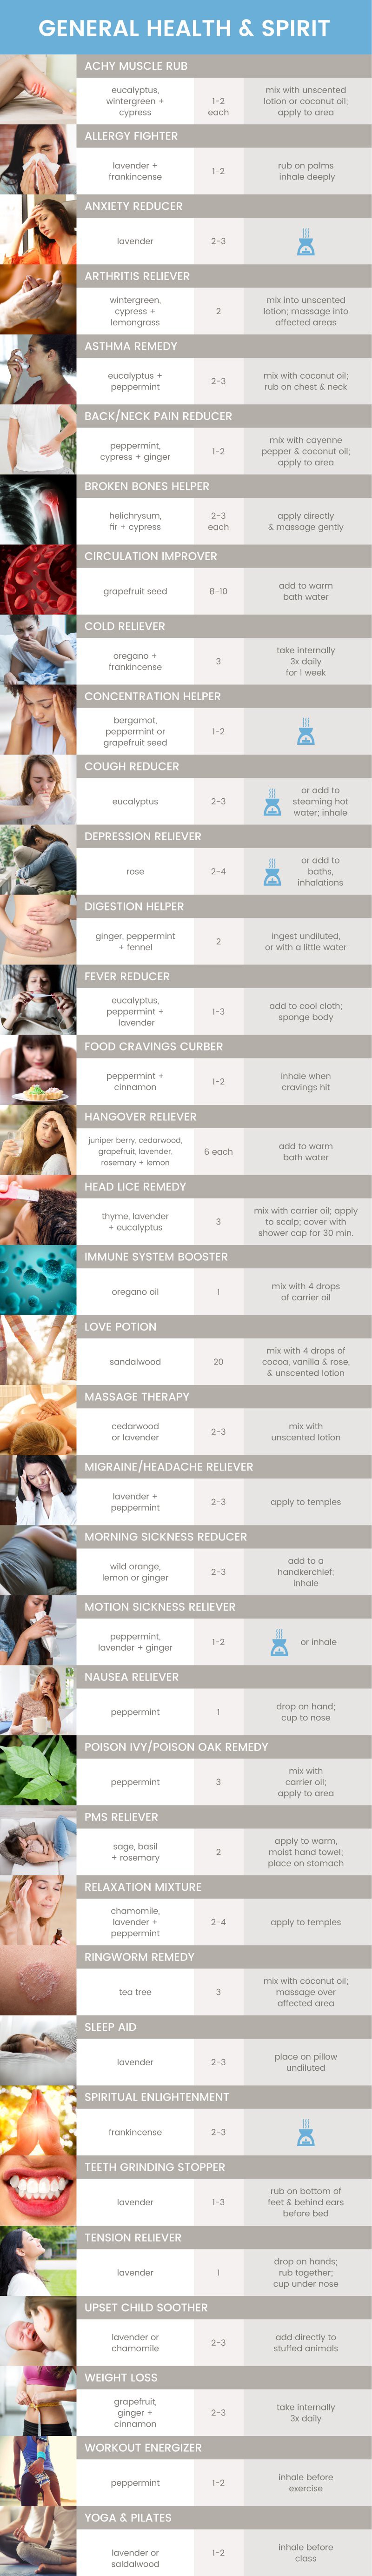 GENERAL HEALTH & SPIRIT
ACHY MUSCLE RUB
eucalyptus,
wintergreen +
cypress
1-2
each
mix with unscented
lotion or coconut oil;
apply to area
ALLERGY FIGHTER
lavender +
frankincense
1-2
rub on palms
inhale deeply
ANXIETY REDUCER
lavender
2-3
ARTHRITIS RELIEVER
wintergreen,
cypress +
lemongrass
2
mix into unscented
lotion; massage into
affected areas
ASTHMA REMEDY
eucalyptus +
peppermint
2-3
mix with coconut oil;
rub on chest & neck
BACK/NECK PAIN REDUCER
peppermint,
cypress + ginger
1-2
mix with cayenne
pepper & coconut oil;
apply to area
BROKEN BONES HELPER
helichrysum,
fir + cypress
2-3
each
apply directly
& massage gently
CIRCULATION IMPROVER
grapefruit seed
8-10
add to warm
bath water
COLD RELIEVER
oregano +
frankincense
3
take internally
3x daily
for 1 week
CONCENTRATION HELPER
bergamot,
peppermint or
grapefruit seed
1-2
COUGH REDUCER
eucalyptus
2-3
or add to
steaming hot
water; inhale
DEPRESSION RELIEVER
rose
2-4
or add to
baths,
inhalations
DIGESTION HELPER
ginger, peppermint
+ fennel
2
ingest undiluted,
or with a little water
FEVER REDUCER
eucalyptus,
peppermint +
lavender
1-3
add to cool cloth;
sponge body
FOOD CRAVINGS CURBER
peppermint +
cinnamon
1-2
inhale when
cravings hit
HANGOVER RELIEVER
juniper berry, cedarwood,
grapefruit, lavender,
rosemary + lemon
6 each
add to warm
bath water
HEAD LICE REMEDY
thyme, lavender
+ eucalyptus
3
mix with carrier oil; apply
to scalp; cover with
shower cap for 30 min.
IMMUNE SYSTEM BOOSTER
oregano oil
1
mix with 4 drops
of carrier oil
LOVE POTION
sandalwood
20
mix with 4 drops of
cocoa, vanilla & rose,
& unscented lotion
MASSAGE THERAPY
cedarwood
or lavender
2-3
mix with
unscented lotion
MIGRAINE/HEADACHE RELIEVER
lavender +
peppermint
2-3
apply to temples
MORNING SICKNESS REDUCER
wild orange,
lemon or ginger
2-3
add to a
handkerchief;
inhale
MOTION SICKNESS RELIEVER
peppermint,
lavender + ginger
1-2
or inhale
NAUSEA RELIEVER
peppermint
1
drop on hand;
cup to nose
POISON IVY/POISON OAK REMEDY
peppermint
3
mix with
carrier oil;
apply to area
PMS RELIEVER
sage, basil
+ rosemary
2
apply to warm,
moist hand towel;
place on stomach
RELAXATION MIXTURE
chamomile,
lavender +
peppermint
2-4
apply to temples
RINGWORM REMEDY
tea tree
3
mix with coconut oil;
massage over
affected area
SLEEP AID
lavender
2-3
place on pillow
undiluted
SPIRITUAL ENLIGHTENMENT
frankincense
2-3
TEETH GRINDING STOPPER
lavender
1-3
rub on bottom of
feet & behind ears
before bed
TENSION RELIEVER
lavender
1
drop on hands;
rub together;
cup under nose
UPSET CHILD SOOTHER
lavender or
chamomile
2-3
add directly to
stuffed animals
WEIGHT LOSS
grapefruit,
ginger +
cinnamon
2-3
take internally
3x daily
WORKOUT ENERGIZER
peppermint
1-2
inhale before
exercise
YOGA & PILATES
lavender or
saldalwood
1-2
inhale before
class